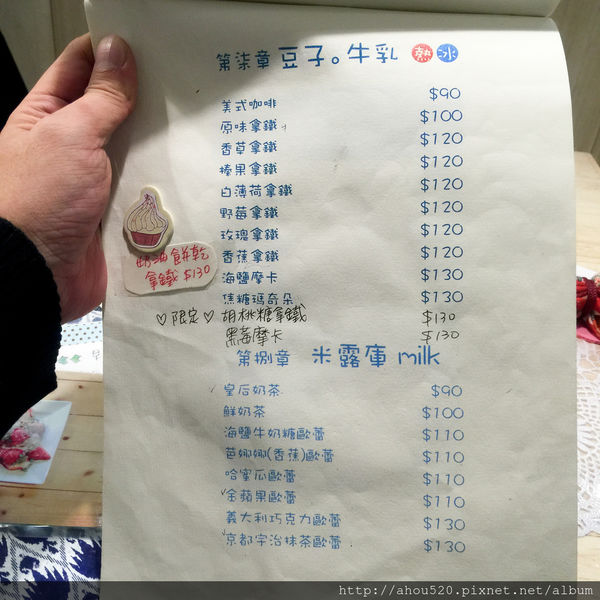 第柒章 豆子。牛乳 熱 冰
美式咖啡 $90
原味拿鐵 $100
香草拿鐵 $120
榛果拿鐵 $120
白薄荷拿鐵 $120
野莓拿鐵 $120
玫瑰拿鐵 $120
香蕉拿鐵 $120
海鹽摩卡 $130
焦糖瑪奇朵 $130
♡限定♡ 胡桃糖拿鐵 $130
黑莓摩卡 $130
奶油餅乾
拿鐵 $130
第捌章 米露庫 milk
皇后奶茶 $90
鮮奶茶 $100
海鹽牛奶糖歐蕾 $110
芭娜娜(香蕉)歐蕾 $110
哈蜜瓜歐蕾 $110
金蘋果歐蕾 $110
義大利巧克力歐蕾 $130
京都宇治抹茶歐蕾 $130
http://ahou520.pixnet.net/album